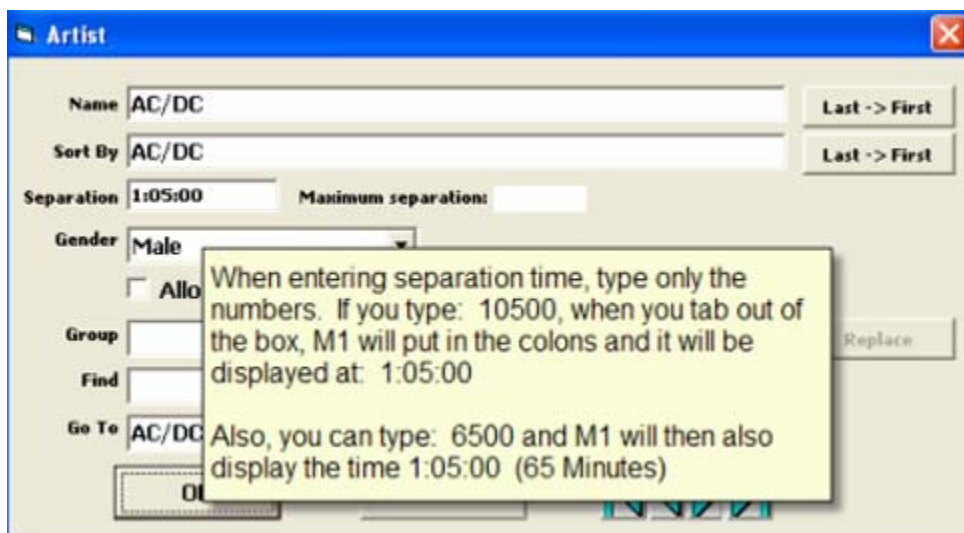 Artist
Name AC/DC Last -> First
Sort By AC/DC Last -> First
Separation 1:05:00 Maximum separation:
Gender Male
When entering separation time, type only the
numbers. If you type: 10500, when you tab out of
the box, M1 will put in the colons and it will be
displayed at: 1:05:00
Also, you can type: 6500 and M1 will then also
display the time 1:05:00 (65 Minutes)
Group Replace
Find
Go To AC/DC